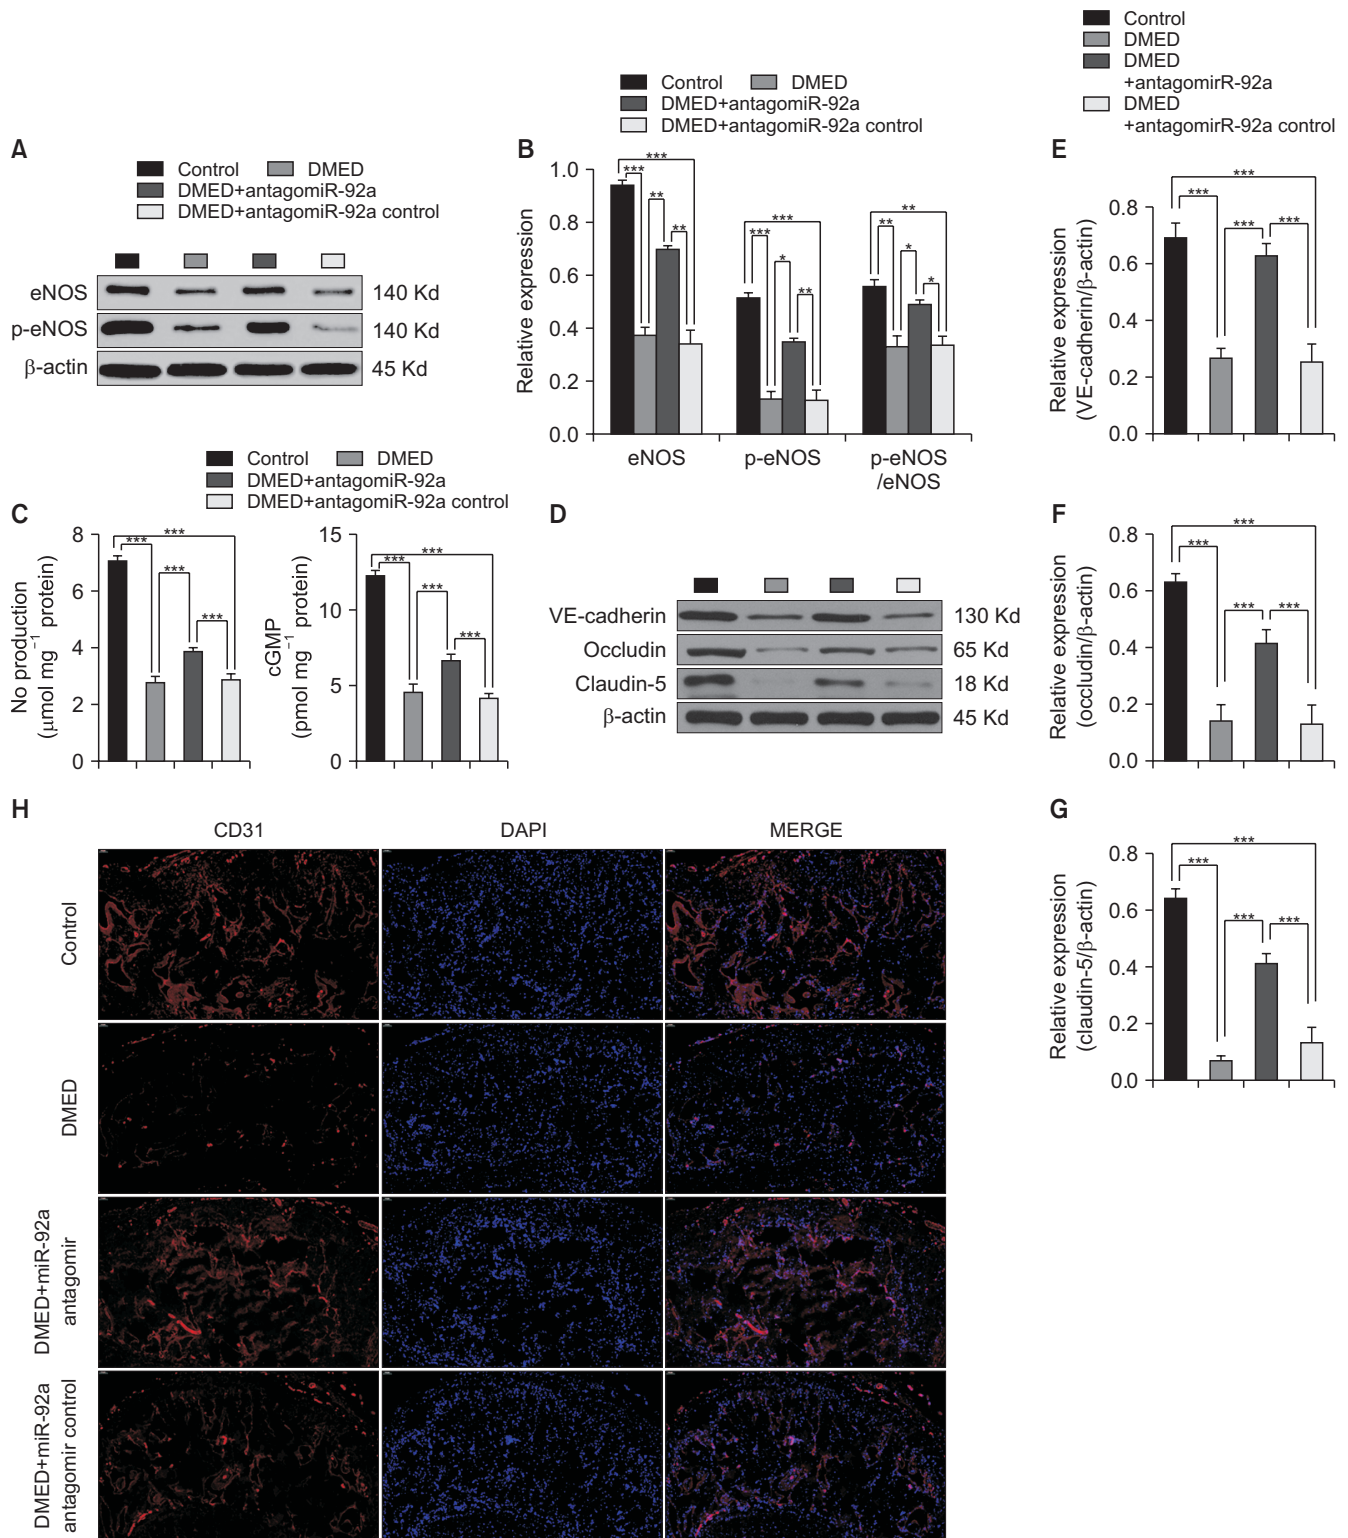 Control
DMED
DMED
+antagomirR-92a
DMED
+antagomirR-92a control
Control DMED
DMED+antagomiR-92a
DMED+antagomiR-92a control
A
Control DMED
DMED+antagomiR-92a
DMED+antagomiR-92a control
eNOS 140 Kd
p-eNOS 140 Kd
β-actin 45 Kd
B
Relative expression
1.0
0.8
0.6
0.4
0.2
0.0
*** *** ** **
*** *** * **
** ** * *
eNOS p-eNOS p-eNOS
/eNOS
E
Relative expression
(VE-cadherin/β-actin)
0.8
0.6
0.4
0.2
0.0
***
*** *** ***
Control DMED
DMED+antagomiR-92a
DMED+antagomiR-92a control
C
No production
(μmol mg⁻¹ protein)
8
6
4
2
0
***
***
***
***
cGMP
(pmol mg⁻¹ protein)
15
10
5
0
***
***
***
***
D
VE-cadherin 130 Kd
Occludin 65 Kd
Claudin-5 18 Kd
β-actin 45 Kd
F
Relative expression
(occludin/β-actin)
0.8
0.6
0.4
0.2
0.0
***
***
*** ***
H
CD31 DAPI MERGE
Control
DMED
DMED+miR-92a
antagomir
DMED+miR-92a
antagomir control
G
Relative expression
(claudin-5/β-actin)
0.8
0.6
0.4
0.2
0.0
***
***
*** ***